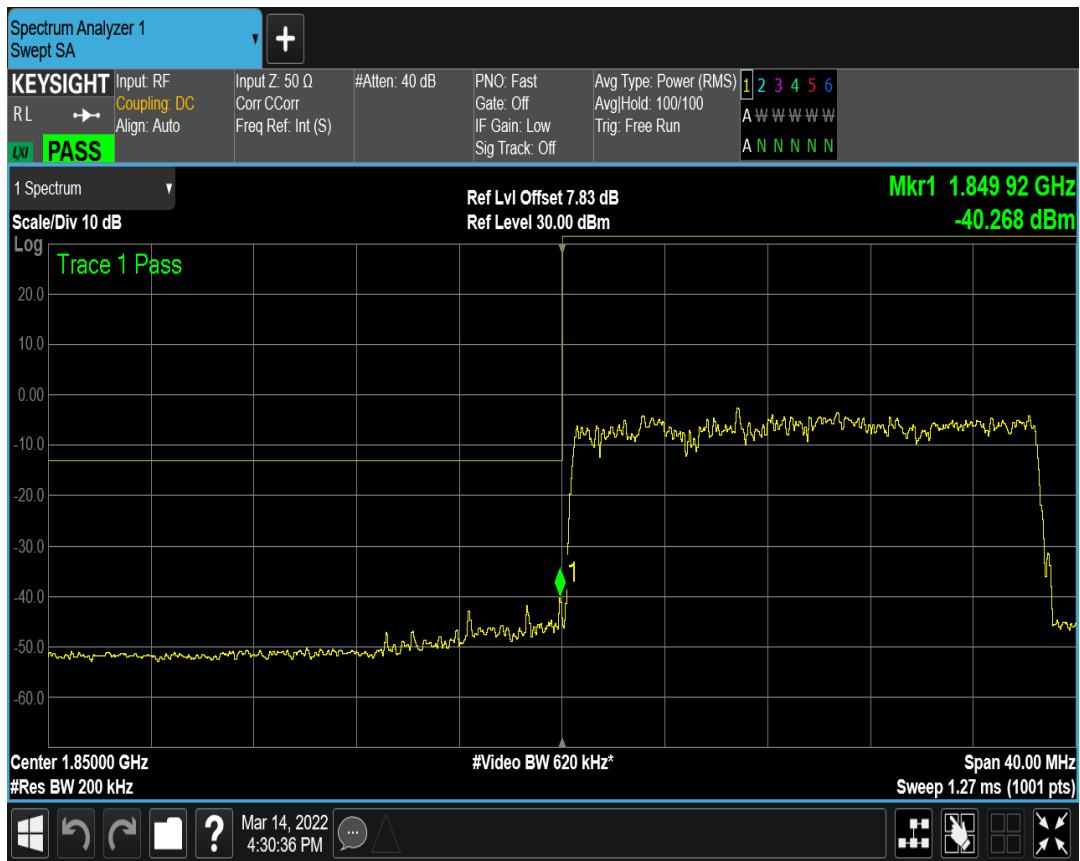 Spectrum Analyzer 1
Swept SA
+
KEYSIGHT
RL
LXI PASS
Input: RF
Coupling: DC
Align: Auto
Input Z: 50 Ω
Corr CCorr
Freq Ref: Int (S)
#Atten: 40 dB
PNO: Fast
Gate: Off
IF Gain: Low
Sig Track: Off
Avg Type: Power (RMS)
Avg|Hold: 100/100
Trig: Free Run
1 2 3 4 5 6
A W W W W W
A N N N N N
1 Spectrum
Scale/Div 10 dB
Ref Lvl Offset 7.83 dB
Ref Level 30.00 dBm
Mkr1 1.849 92 GHz
-40.268 dBm
Log
Trace 1 Pass
20.0
10.0
0.00
-10.0
-20.0
-30.0
1
-40.0
-50.0
-60.0
Center 1.85000 GHz
#Video BW 620 kHz*
Span 40.00 MHz
#Res BW 200 kHz
Sweep 1.27 ms (1001 pts)
?
Mar 14, 2022
4:30:36 PM